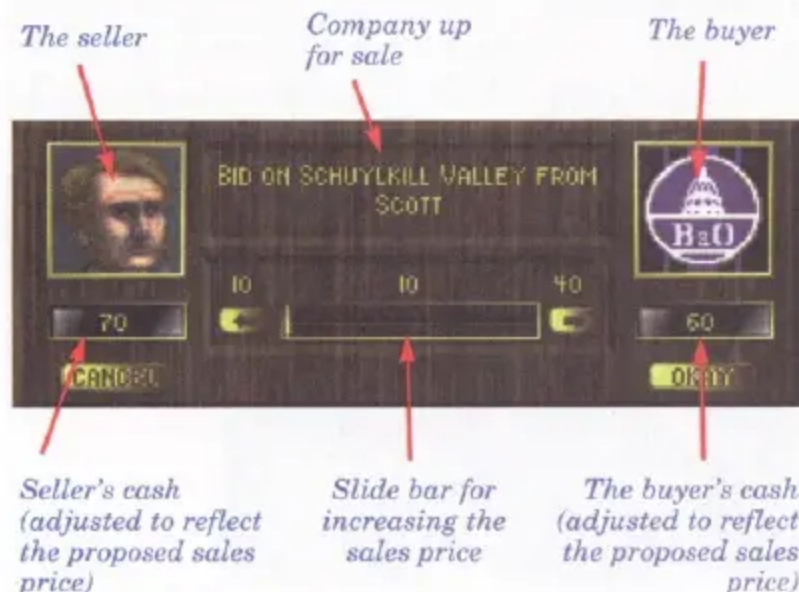 The seller
Company up
for sale
The buyer
BID ON SCHUYLKILL VALLEY FROM
SCOTT
B&O
10
10
40
70
60
CANCEL
OKAY
Seller's cash
(adjusted to reflect
the proposed sales
price)
Slide bar for
increasing the
sales price
The buyer's cash
(adjusted to reflect
the proposed sales
price)